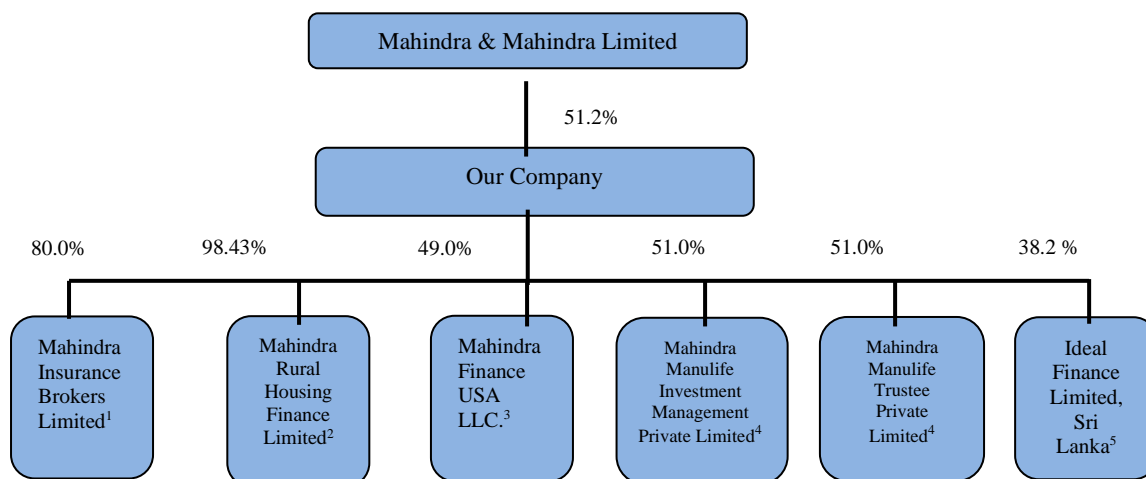 Mahindra & Mahindra Limited
51.2%
Our Company
80.0%
98.43%
49.0%
51.0%
51.0%
38.2 %
Mahindra
Insurance
Brokers
Limited¹
Mahindra
Rural
Housing
Finance
Limited²
Mahindra
Finance
USA
LLC.³
Mahindra
Manulife
Investment
Management
Private Limited⁴
Mahindra
Manulife
Trustee
Private
Limited⁴
Ideal
Finance
Limited,
Sri
Lanka⁵